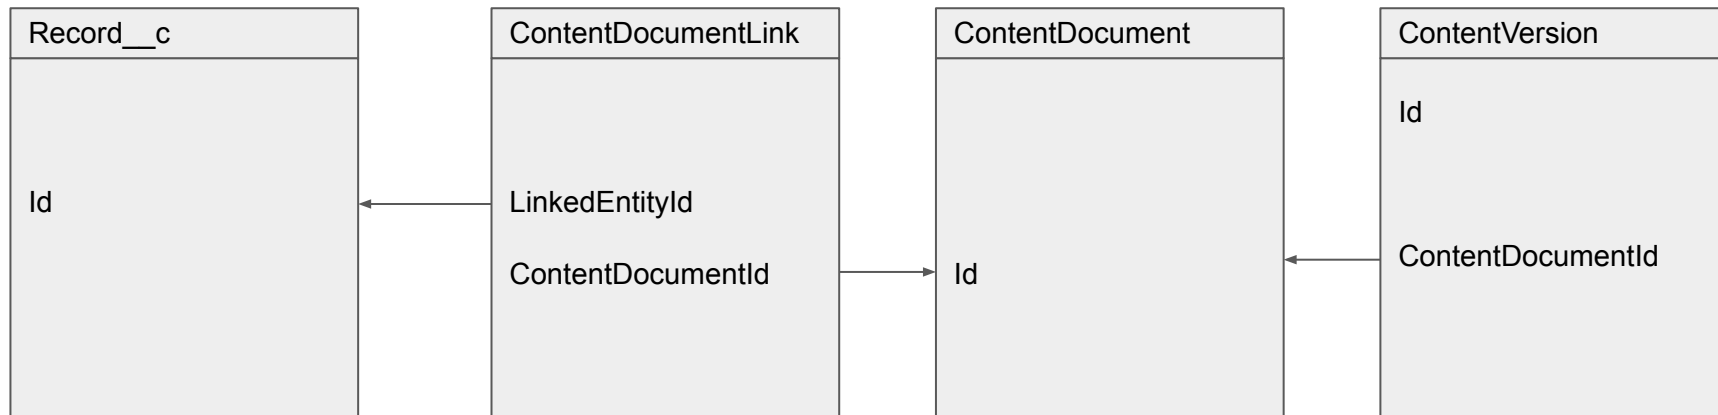 Record__c
Id
ContentDocumentLink
LinkedEntityId
ContentDocumentId
ContentDocument
Id
ContentVersion
Id
ContentDocumentId